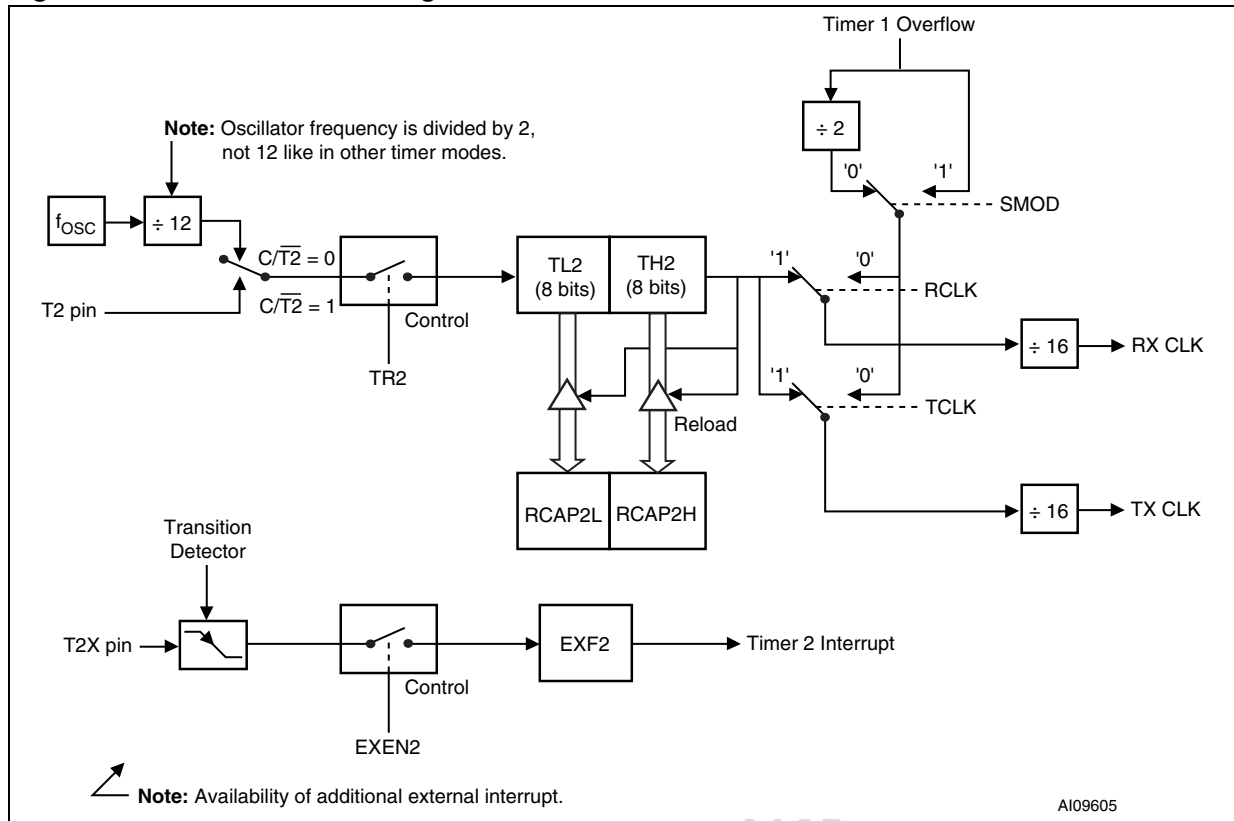 Timer 1 Overflow
÷ 2
Note: Oscillator frequency is divided by 2,
not 12 like in other timer modes.
'0'
'1'
SMOD
fOSC
÷ 12
C/T2 = 0
C/T2 = 1
T2 pin
Control
TR2
TL2
(8 bits)
TH2
(8 bits)
'1'
'0'
RCLK
÷ 16
RX CLK
'1'
'0'
TCLK
Reload
RCAP2L
RCAP2H
÷ 16
TX CLK
Transition
Detector
T2X pin
Control
EXEN2
EXF2
Timer 2 Interrupt
Note: Availability of additional external interrupt.
AI09605